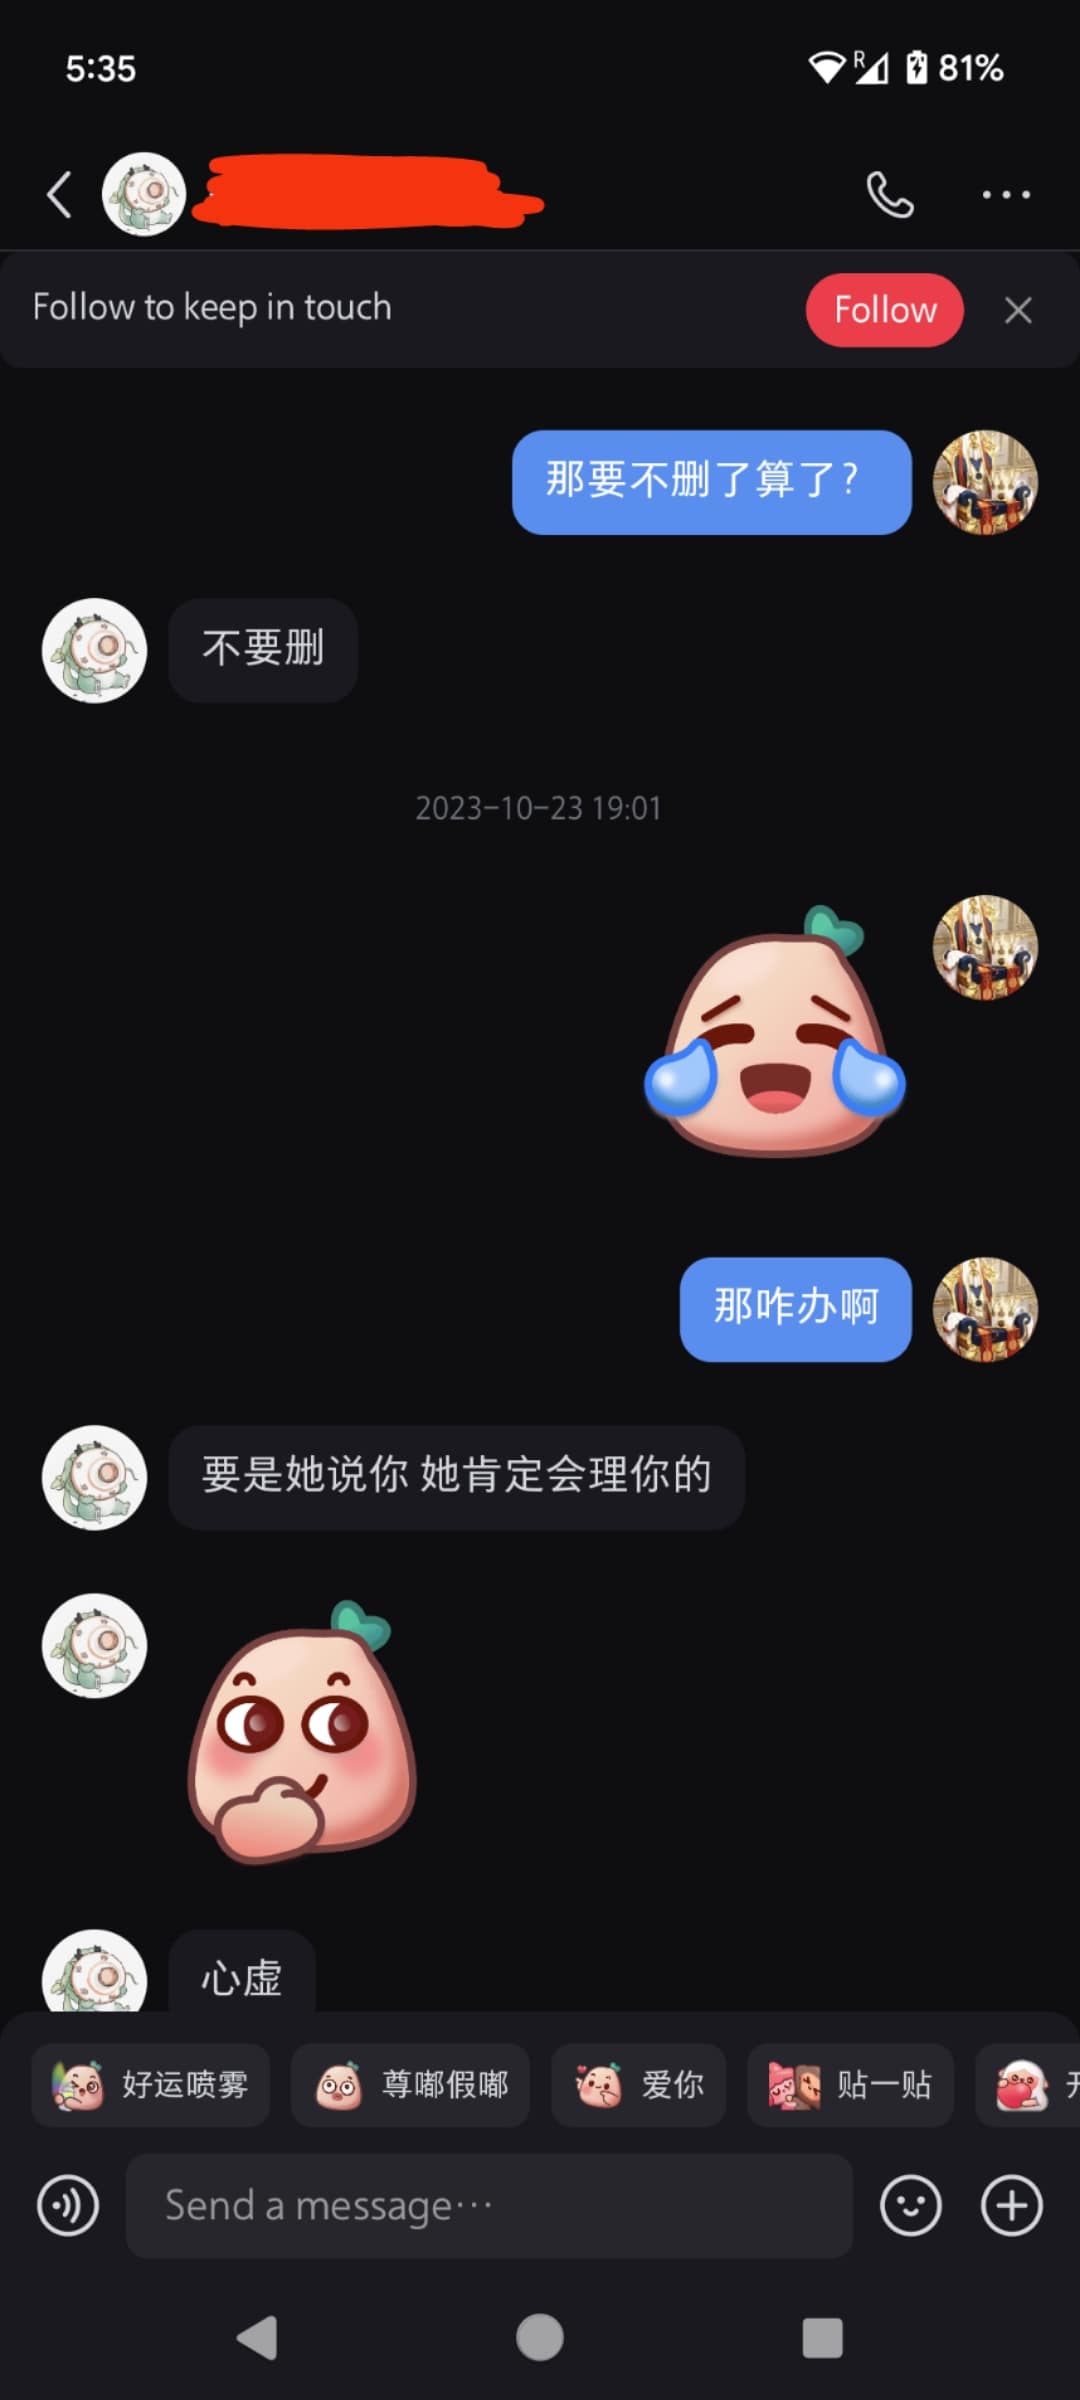 5:35
R
81%
Follow to keep in touch
Follow
那要不删了算了？
不要删
2023-10-23 19:01
那咋办啊
要是她说你 她肯定会理你的
心虚
好运喷雾
尊嘟假嘟
爱你
贴一贴
Send a message…